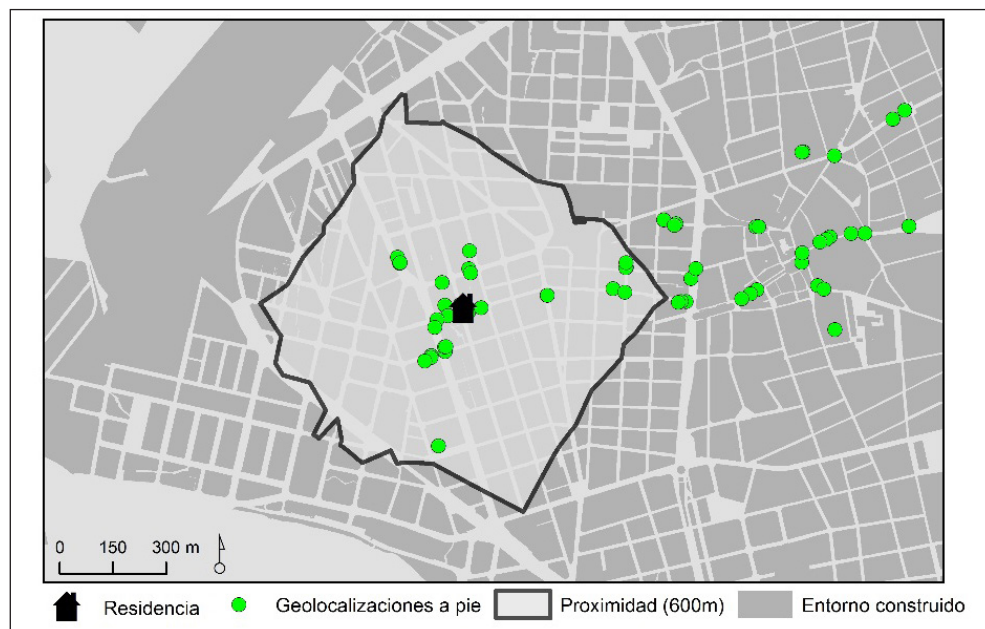 0 150 300 m
Residencia Geolocalizaciones a pie Proximidad (600m) Entorno construido